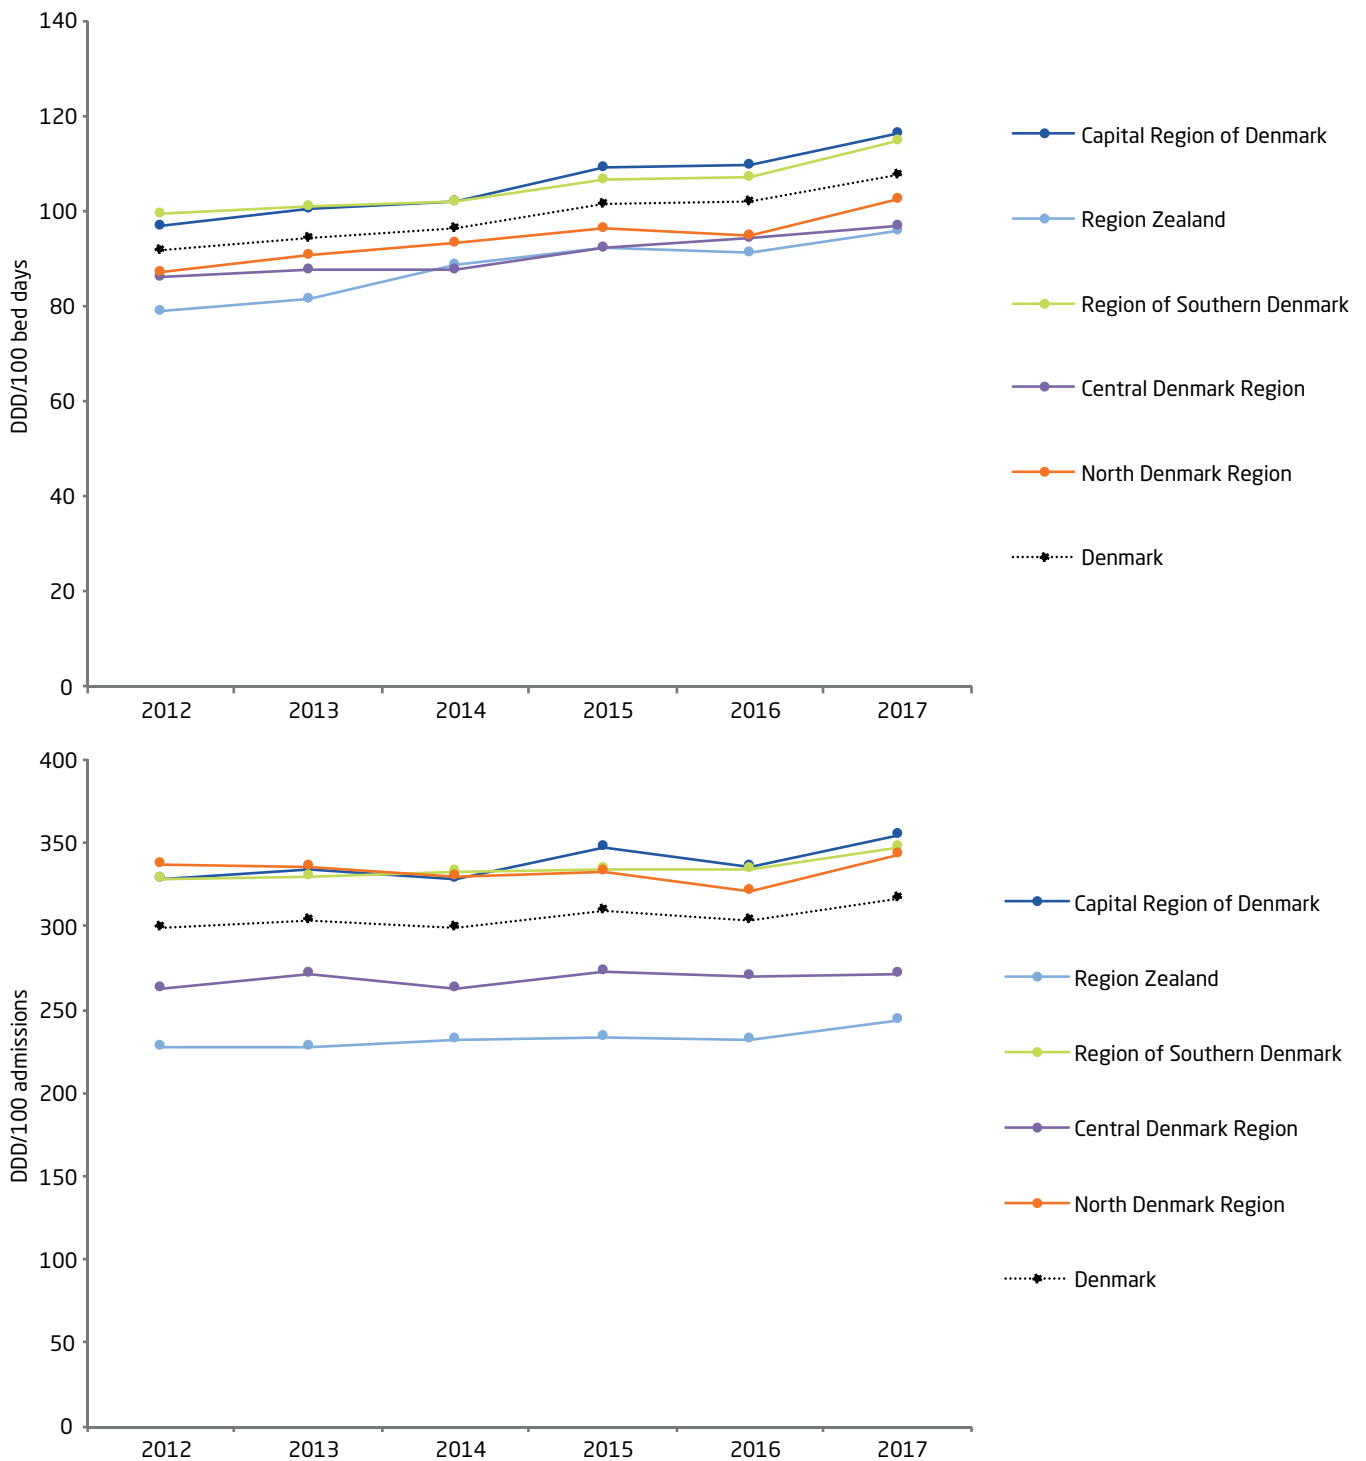 DDD/100 bed days
140
120
100
80
60
40
20
0
2012 2013 2014 2015 2016 2017
Capital Region of Denmark
Region Zealand
Region of Southern Denmark
Central Denmark Region
North Denmark Region
Denmark
DDD/100 admissions
400
350
300
250
200
150
100
50
0
2012 2013 2014 2015 2016 2017
Capital Region of Denmark
Region Zealand
Region of Southern Denmark
Central Denmark Region
North Denmark Region
Denmark